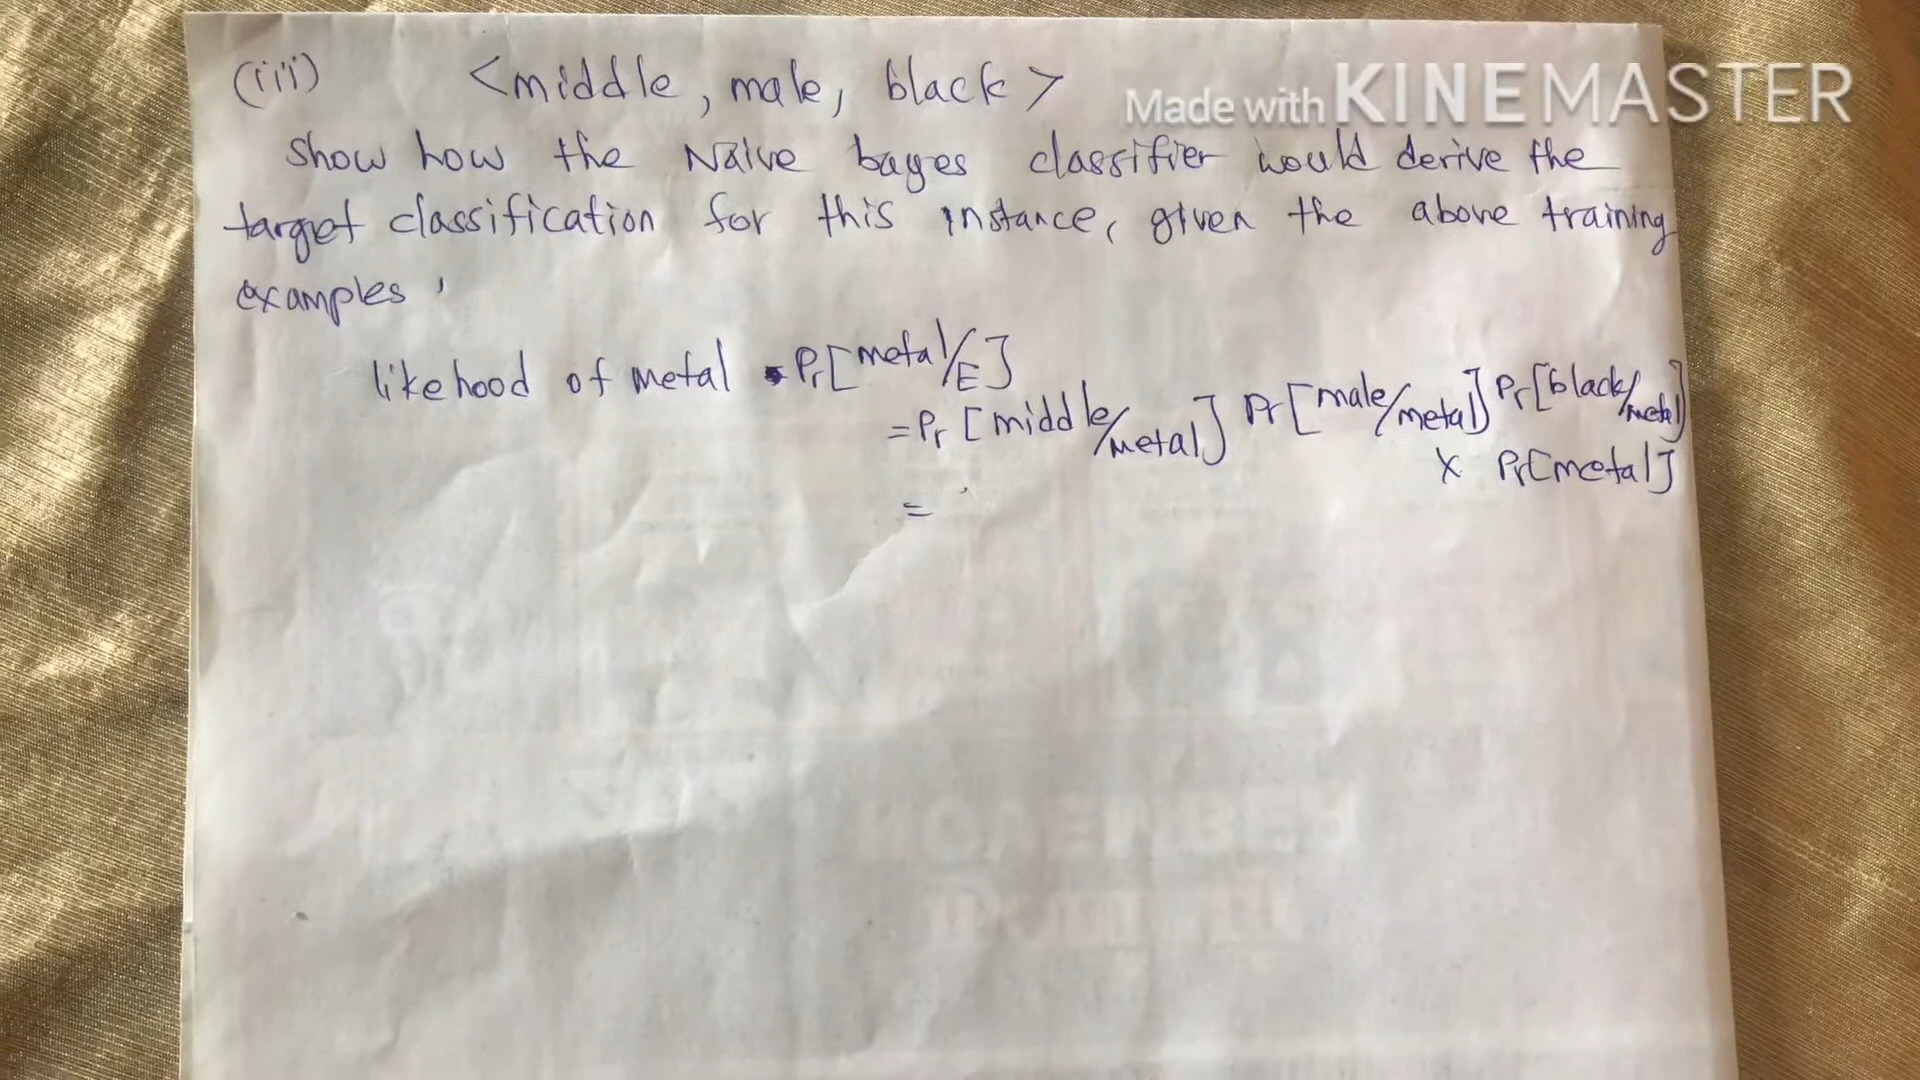 (iii) <middle, male, black>
Made with KINEMASTER
show how the Naive bayes classifier would derive the
target classification for this instance, given the above training
examples.
likehood of metal = Pr[metal/E]
= Pr[middle/metal] Pr[male/metal] Pr[black/metal]
x Pr[metal]
=